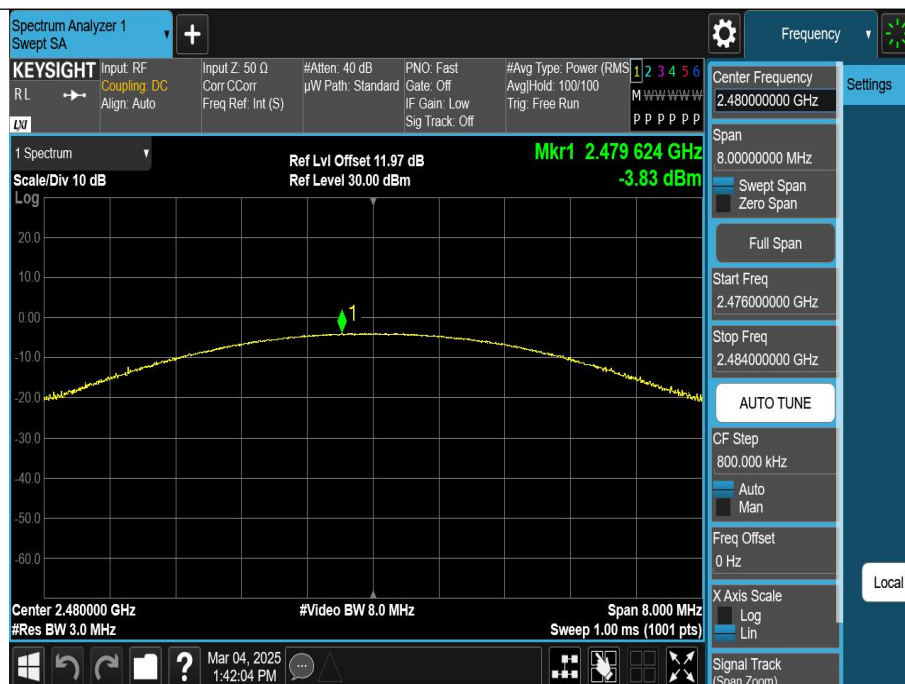 Spectrum Analyzer 1
Swept SA
+
Frequency
KEYSIGHT
RL
LXI
Input: RF
Coupling: DC
Align: Auto
Input Z: 50 Ω
Corr CCorr
Freq Ref: Int (S)
#Atten: 40 dB
µW Path: Standard
PNO: Fast
Gate: Off
IF Gain: Low
Sig Track: Off
#Avg Type: Power (RMS
Avg|Hold: 100/100
Trig: Free Run
1 2 3 4 5 6
M W W W W W
P P P P P P
1 Spectrum
Scale/Div 10 dB
Log
Ref Lvl Offset 11.97 dB
Ref Level 30.00 dBm
Mkr1 2.479 624 GHz
-3.83 dBm
20.0
10.0
0.00
-10.0
-20.0
-30.0
-40.0
-50.0
-60.0
1
Center 2.480000 GHz
#Res BW 3.0 MHz
#Video BW 8.0 MHz
Span 8.000 MHz
Sweep 1.00 ms (1001 pts)
Mar 04, 2025
1:42:04 PM
?
Center Frequency
2.480000000 GHz
Settings
Span
8.00000000 MHz
Swept Span
Zero Span
Full Span
Start Freq
2.476000000 GHz
Stop Freq
2.484000000 GHz
AUTO TUNE
CF Step
800.000 kHz
Auto
Man
Freq Offset
0 Hz
Local
X Axis Scale
Log
Lin
Signal Track
(Span Zoom)